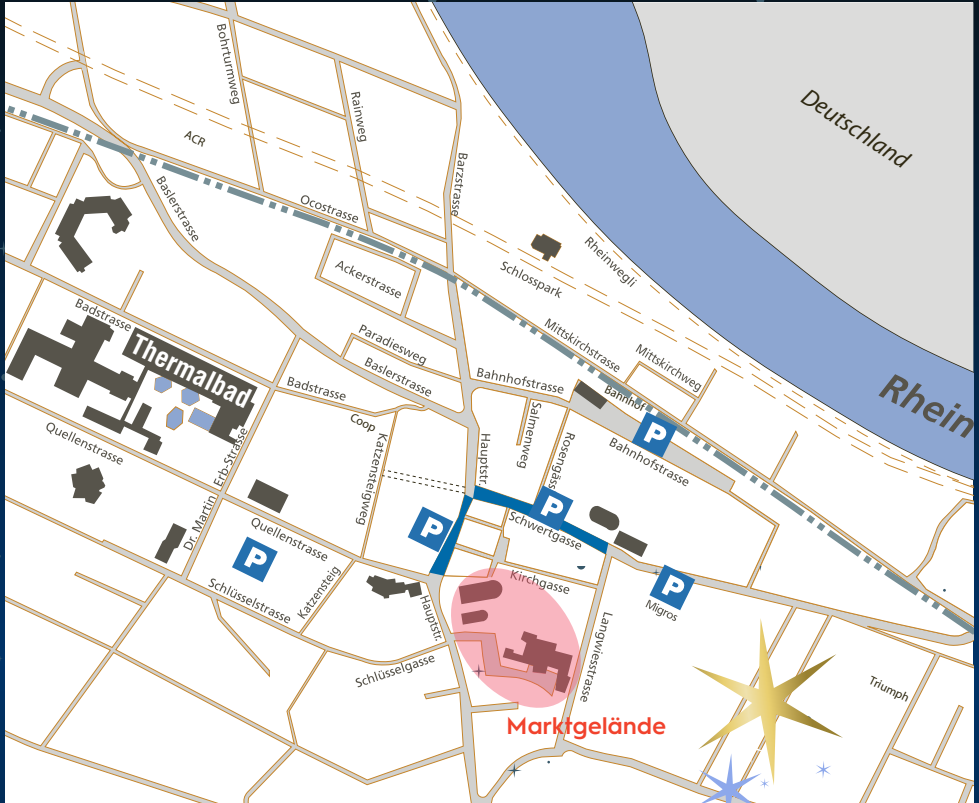 Bohrturmweg
Rainweg
Deutschland
ACR
Barzstrasse
Baslerstrasse
Ocostrasse
Rheinwegli
Schlosspark
Ackerstrasse
Badstrasse
Mittskirchstrasse
Paradiesweg
Mittskirchweg
Thermalbad
Baslerstrasse
Bahnhofstrasse
Badstrasse
Bahnhof
Rhein
Salmenweg
Coop
P
Quellenstrasse
Hauptstr.
Katzensteigweg
Rosengäss
Bahnhofstrasse
Dr. Martin Erb-Strasse
P
P
Schwertgasse
Quellenstrasse
P
Kirchgasse
P
Migros
Schlüsselstrasse
Katzensteig
Hauptstr.
Langwiesstrasse
Schlüsselgasse
Triumph
Marktgelände